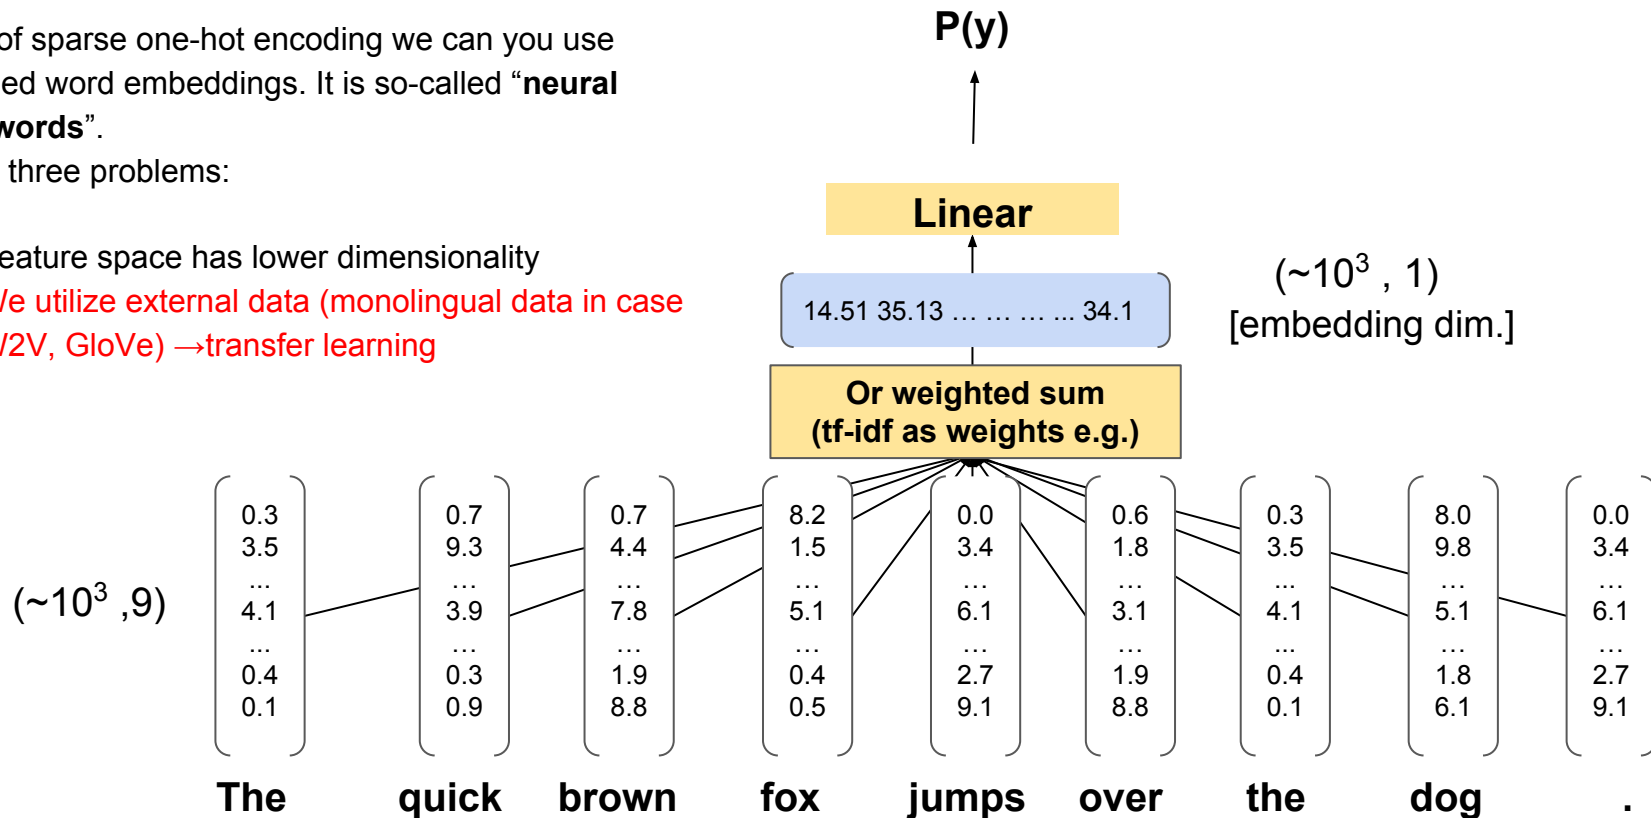 of sparse one-hot encoding we can you use
ed word embeddings. It is so-called “neural
words”.
three problems:
eature space has lower dimensionality
We utilize external data (monolingual data in case
W2V, GloVe) →transfer learning
P(y)
Linear
14.51 35.13 … … … ... 34.1
(~10³ , 1)
[embedding dim.]
Or weighted sum
(tf-idf as weights e.g.)
0.3 0.7 0.7 8.2 0.0 0.6 0.3 8.0 0.0
3.5 9.3 4.4 1.5 3.4 1.8 3.5 9.8 3.4
... … … … … … ... … …
(~10³ ,9)
4.1 3.9 7.8 5.1 6.1 3.1 4.1 5.1 6.1
... … … … … … ... … …
0.4 0.3 1.9 0.4 2.7 1.9 0.4 1.8 2.7
0.1 0.9 8.8 0.5 9.1 8.8 0.1 6.1 9.1
The quick brown fox jumps over the dog .